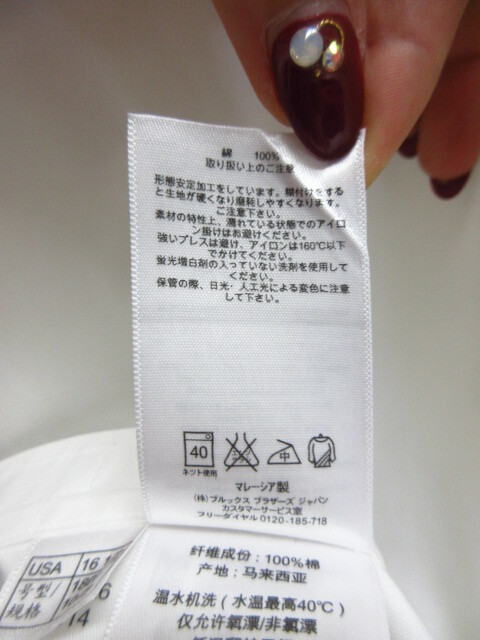 綿 100%
取り扱い上のご注意
形態安定加工をしています。糊付けをする
と生地が硬くなり磨耗しやすくなります。
ご注意下さい。
素材の特性上、濡れている状態でのアイロ
ン掛けはお避けください。
強いプレスは避け、アイロンは160℃以下
でかけてください。
蛍光増白剤の入っていない洗剤を使用して
ください。
保管の際、日光・人工光による変色に注意
して下さい。
40
中
ネット使用
マレーシア製
(株)ブルックス ブラザーズ ジャパン
カスタマーサービス室
フリーダイヤル 0120-185-718
纤维成份：100%棉
产地：马来西亚
USA 16
号型/
规格
6
14
温水机洗 (水温最高40℃)
仅允许氧漂/非氯漂